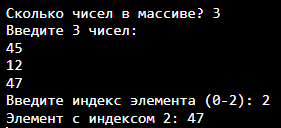 Сколько чисел в массиве? 3
Введите 3 чисел:
45
12
47
Введите индекс элемента (0-2): 2
Элемент с индексом 2: 47